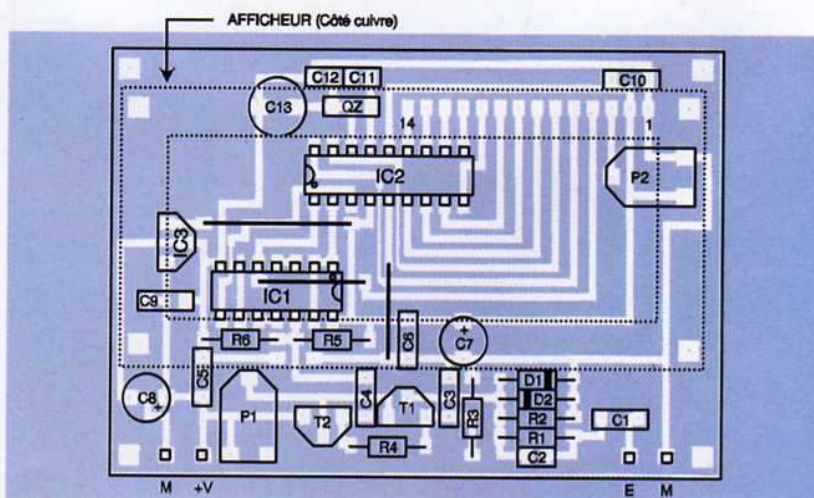 AFFICHEUR (Côté cuivre)
C12 C11
C10
C13
QZ
14
1
IC2
P2
IC3
IC1
C9
R6
R5
C6
C7
+
C5
C8
+
P1
T2
C4
T1
C3
R3
R4
D1
D2
R2
R1
C2
C1
M
+V
E
M